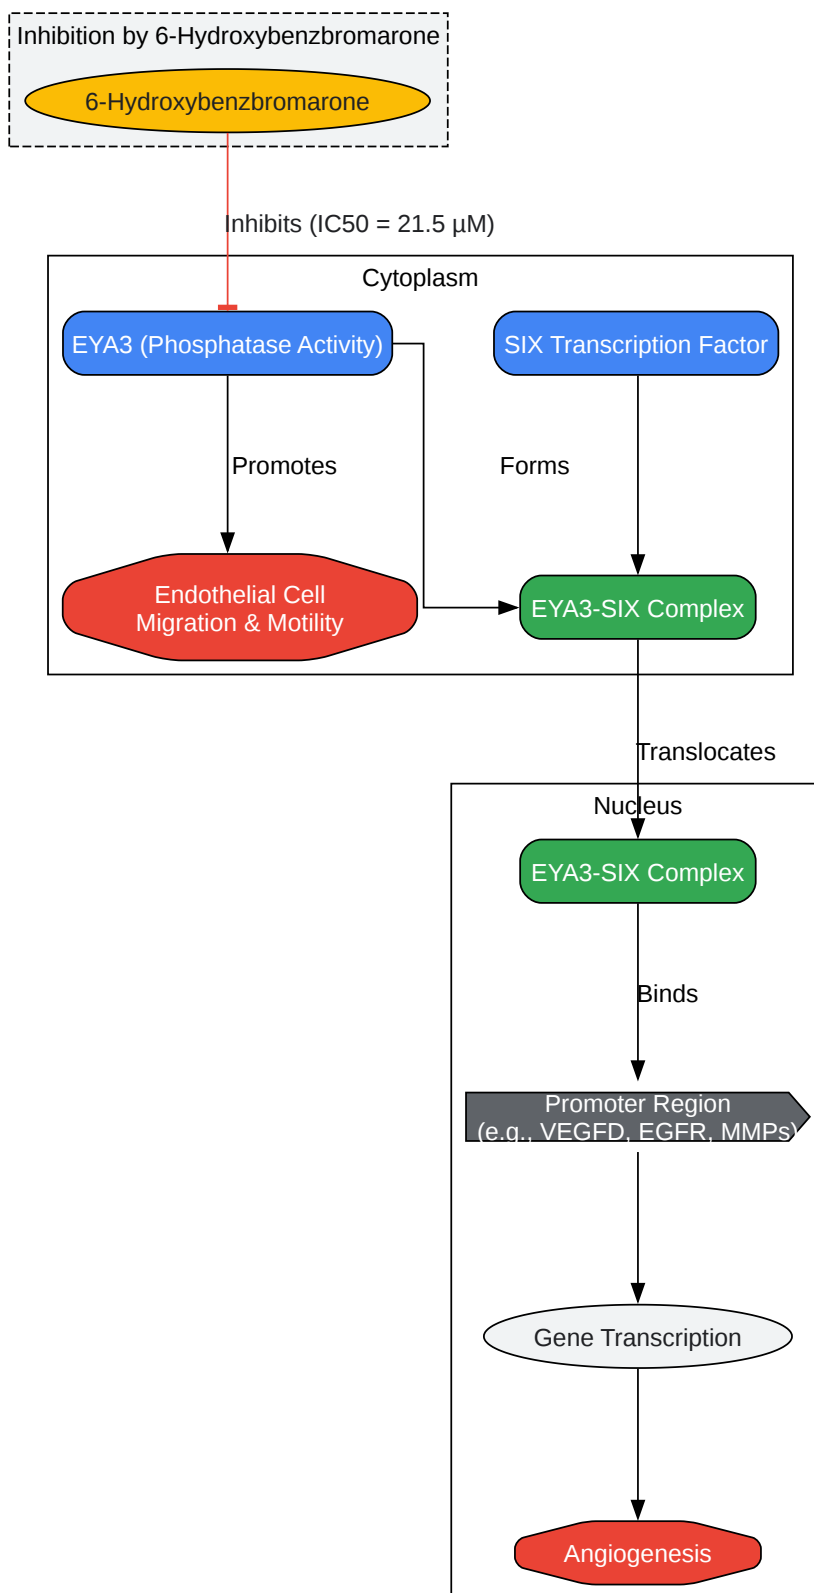 Inhibition by 6-Hydroxybenzbromarone
6-Hydroxybenzbromarone
Inhibits (IC50 = 21.5 µM)
Cytoplasm
EYA3 (Phosphatase Activity)
SIX Transcription Factor
Promotes
Forms
Endothelial Cell
Migration & Motility
EYA3-SIX Complex
Translocates
Nucleus
EYA3-SIX Complex
Binds
Promoter Region
(e.g., VEGFD, EGFR, MMPs)
Gene Transcription
Angiogenesis